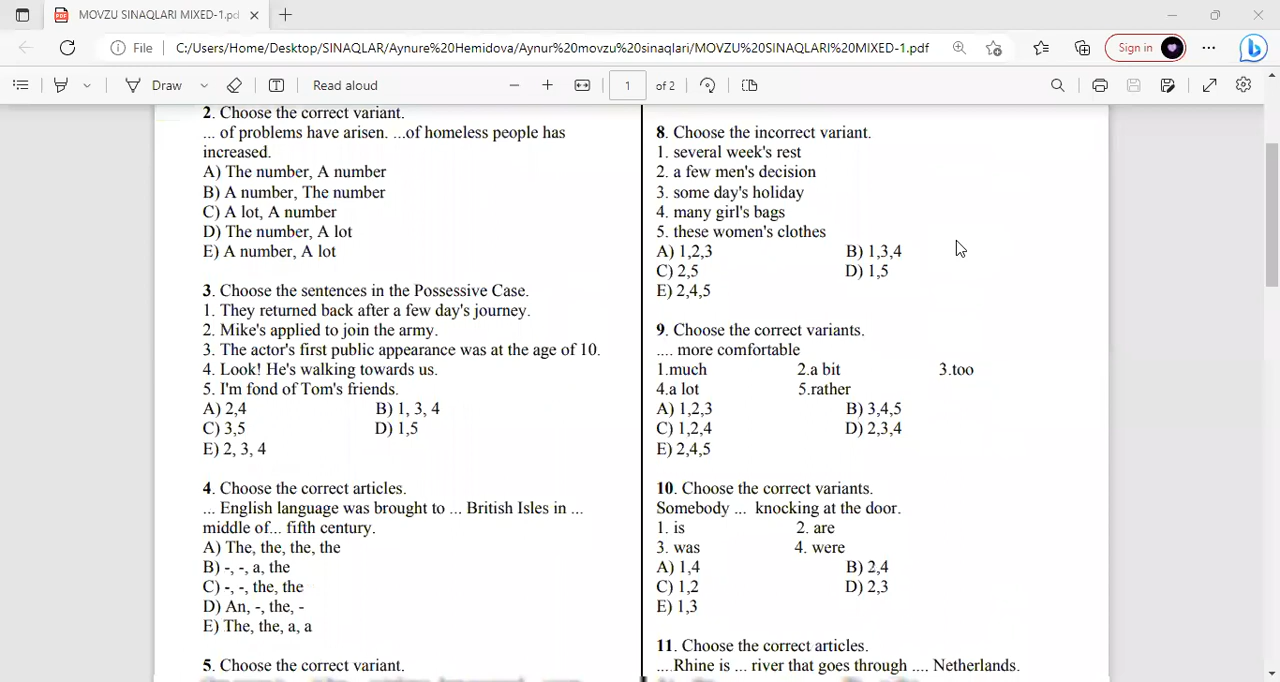 MOVZU SINAQLARI MIXED-1.pd
File
C:/Users/Home/Desktop/SINAQLAR/Aynure%20Hemidova/Aynur%20movzu%20sinaqlari/MOVZU%20SINAQLARI%20MIXED-1.pdf
Sign in
Draw
Read aloud
1
of 2
2. Choose the correct variant.
... of problems have arisen. ...of homeless people has
increased.
A) The number, A number
B) A number, The number
C) A lot, A number
D) The number, A lot
E) A number, A lot
3. Choose the sentences in the Possessive Case.
1. They returned back after a few day's journey.
2. Mike's applied to join the army.
3. The actor's first public appearance was at the age of 10.
4. Look! He's walking towards us.
5. I'm fond of Tom's friends.
A) 2,4 B) 1, 3, 4
C) 3,5 D) 1,5
E) 2, 3, 4
4. Choose the correct articles.
... English language was brought to ... British Isles in ...
middle of... fifth century.
A) The, the, the, the
B) -, -, a, the
C) -, -, the, the
D) An, -, the, -
E) The, the, a, a
5. Choose the correct variant.
8. Choose the incorrect variant.
1. several week's rest
2. a few men's decision
3. some day's holiday
4. many girl's bags
5. these women's clothes
A) 1,2,3 B) 1,3,4
C) 2,5 D) 1,5
E) 2,4,5
9. Choose the correct variants.
.... more comfortable
1.much 2.a bit 3.too
4.a lot 5.rather
A) 1,2,3 B) 3,4,5
C) 1,2,4 D) 2,3,4
E) 2,4,5
10. Choose the correct variants.
Somebody ... knocking at the door.
1. is 2. are
3. was 4. were
A) 1,4 B) 2,4
C) 1,2 D) 2,3
E) 1,3
11. Choose the correct articles.
....Rhine is ... river that goes through .... Netherlands.